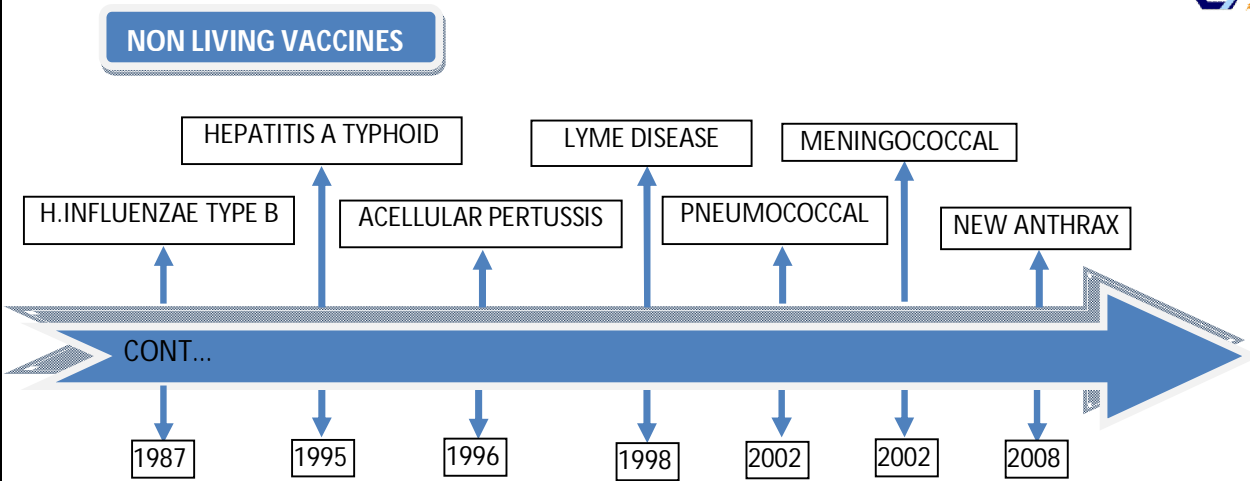 NON LIVING VACCINES
HEPATITIS A TYPHOID
LYME DISEASE
MENINGOCOCCAL
H.INFLUENZAE TYPE B
ACELLULAR PERTUSSIS
PNEUMOCOCCAL
NEW ANTHRAX
CONT...
1987
1995
1996
1998
2002
2002
2008